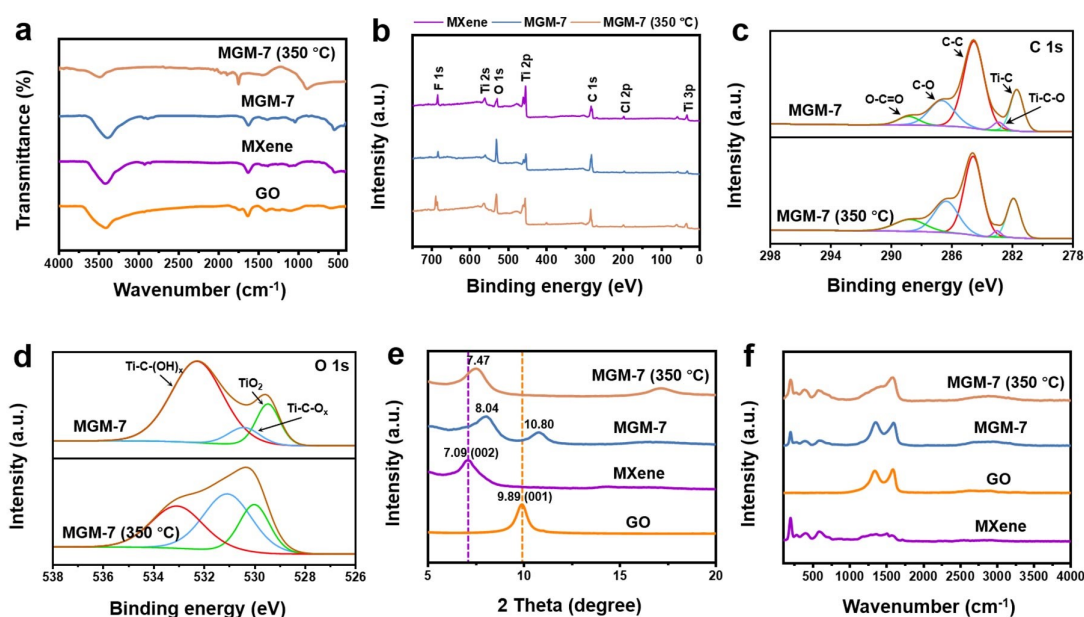 a
MGM-7 (350 °C)
MGM-7
MXene
GO
Transmittance (%)
4000 3500 3000 2500 2000 1500 1000 500
Wavenumber (cm⁻¹)
b
MXene MGM-7 MGM-7 (350 °C)
F 1s
Ti 2s
O 1s
Ti 2p
C 1s
Cl 2p
Ti 3p
Intensity (a.u.)
700 600 500 400 300 200 100 0
Binding energy (eV)
c
C 1s
C-C
Ti-C
C-O
O-C=O
Ti-C-O
MGM-7
MGM-7 (350 °C)
Intensity (a.u.)
298 294 290 286 282 278
Binding energy (eV)
d
O 1s
Ti-C-(OH)ₓ
TiO₂
Ti-C-Oₓ
MGM-7
MGM-7 (350 °C)
Intensity (a.u.)
538 536 534 532 530 528 526
Binding energy (eV)
e
7.47
MGM-7 (350 °C)
8.04
MGM-7
10.80
7.09 (002)
MXene
9.89 (001)
GO
Intensity (a.u.)
5 10 15 20
2 Theta (degree)
f
MGM-7 (350 °C)
MGM-7
GO
MXene
Intensity (a.u.)
500 1000 1500 2000 2500 3000 3500 4000
Wavenumber (cm⁻¹)